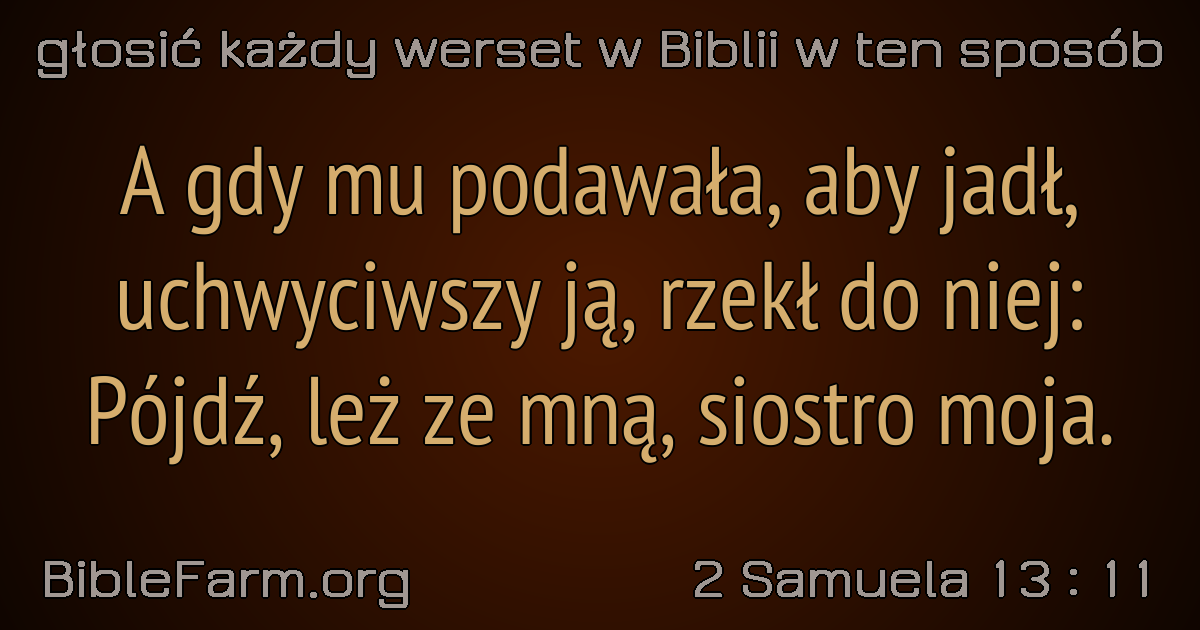 głosić każdy werset w Biblii w ten sposób
A gdy mu podawała, aby jadł,
uchwyciwszy ją, rzekł do niej:
Pójdź, leż ze mną, siostro moja.
BibleFarm.org
2 Samuela 13 : 11